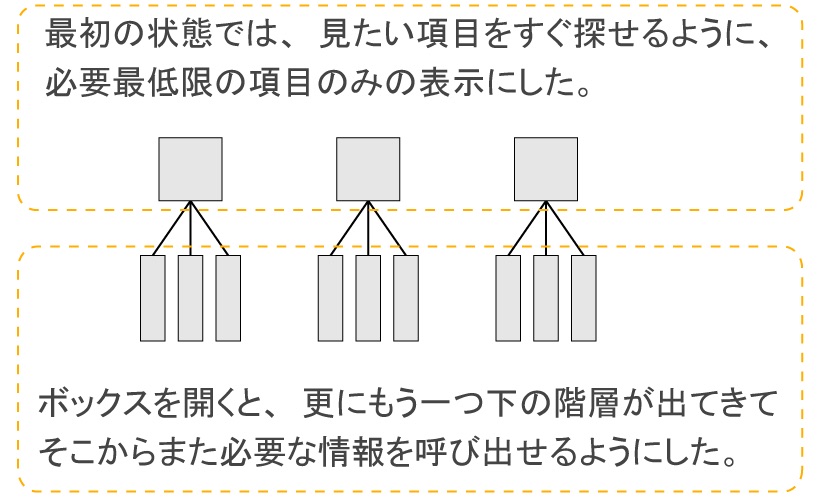 最初の状態では、見たい項目をすぐ探せるように、
必要最低限の項目のみの表示にした。
ボックスを開くと、更にもう一つ下の階層が出てきて
そこからまた必要な情報を呼び出せるようにした。